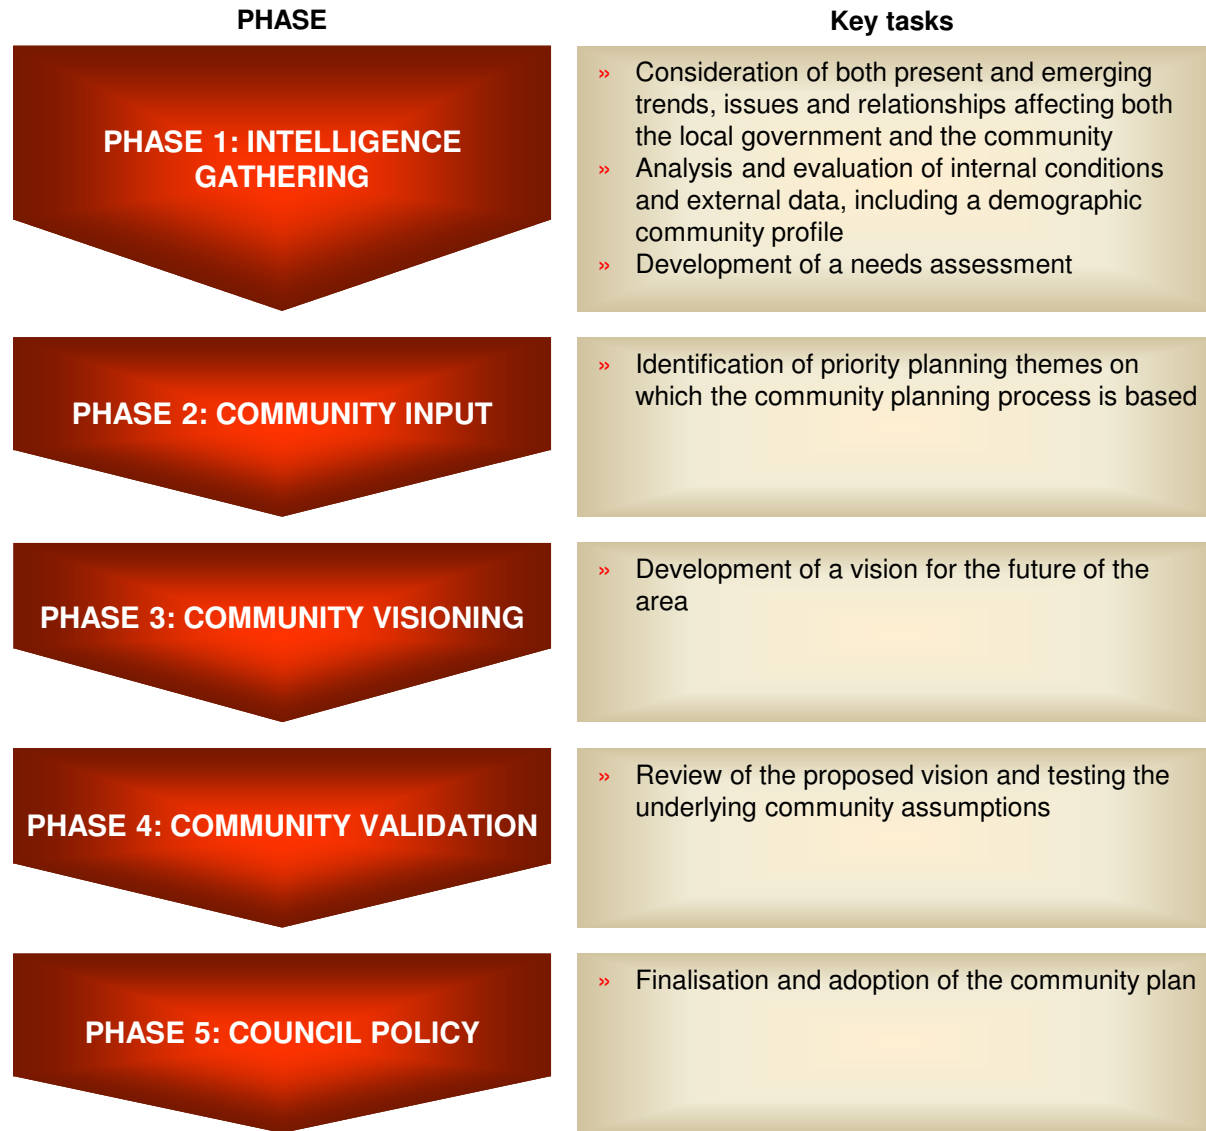 PHASE
Key tasks
PHASE 1: INTELLIGENCE
GATHERING
» Consideration of both present and emerging
trends, issues and relationships affecting both
the local government and the community
» Analysis and evaluation of internal conditions
and external data, including a demographic
community profile
» Development of a needs assessment
PHASE 2: COMMUNITY INPUT
» Identification of priority planning themes on
which the community planning process is based
PHASE 3: COMMUNITY VISIONING
» Development of a vision for the future of the
area
PHASE 4: COMMUNITY VALIDATION
» Review of the proposed vision and testing the
underlying community assumptions
PHASE 5: COUNCIL POLICY
» Finalisation and adoption of the community plan